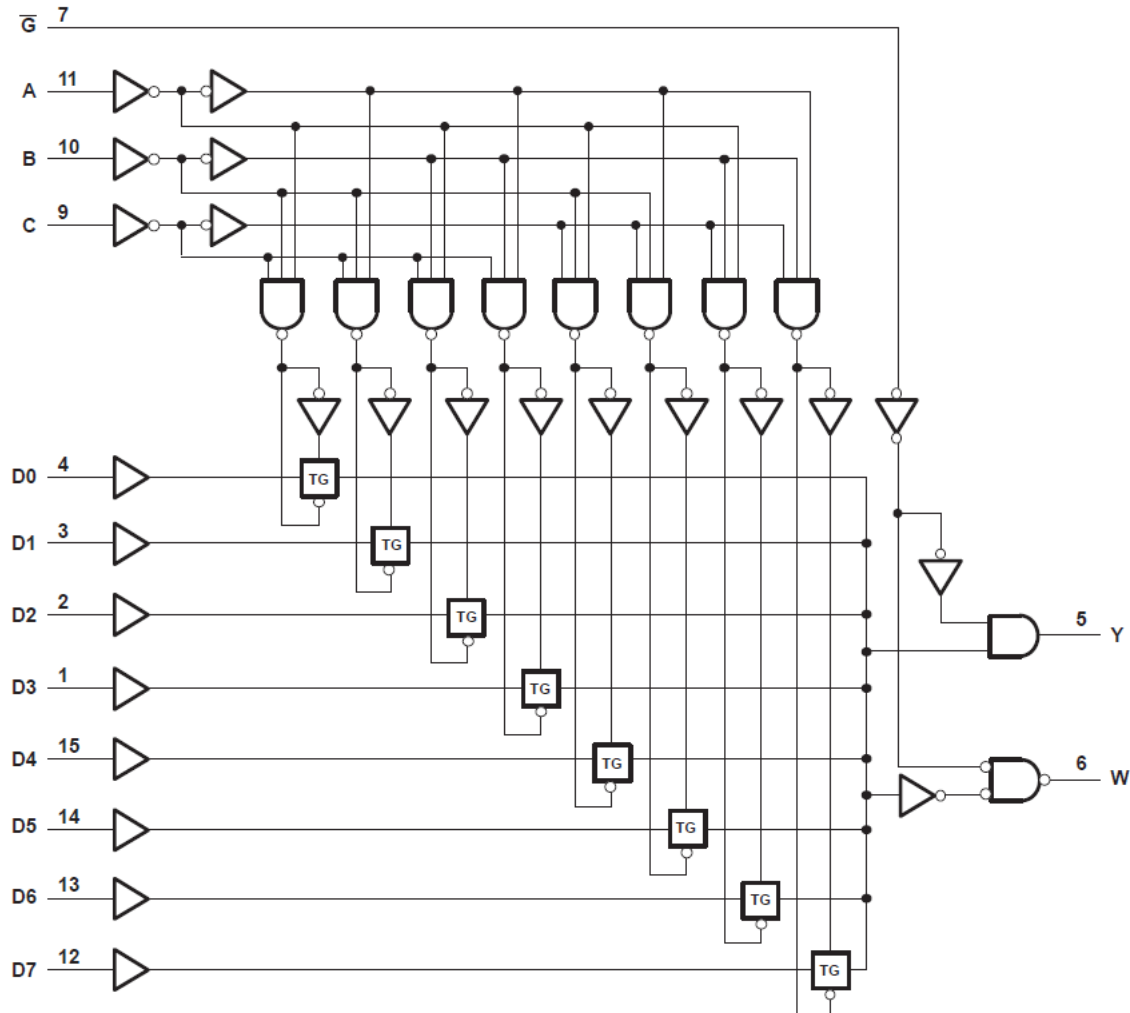 G̅ 7
A 11
B 10
C 9
D0 4
TG
D1 3
TG
D2 2
TG
5 Y
D3 1
TG
D4 15
TG
6 W
D5 14
TG
D6 13
TG
D7 12
TG